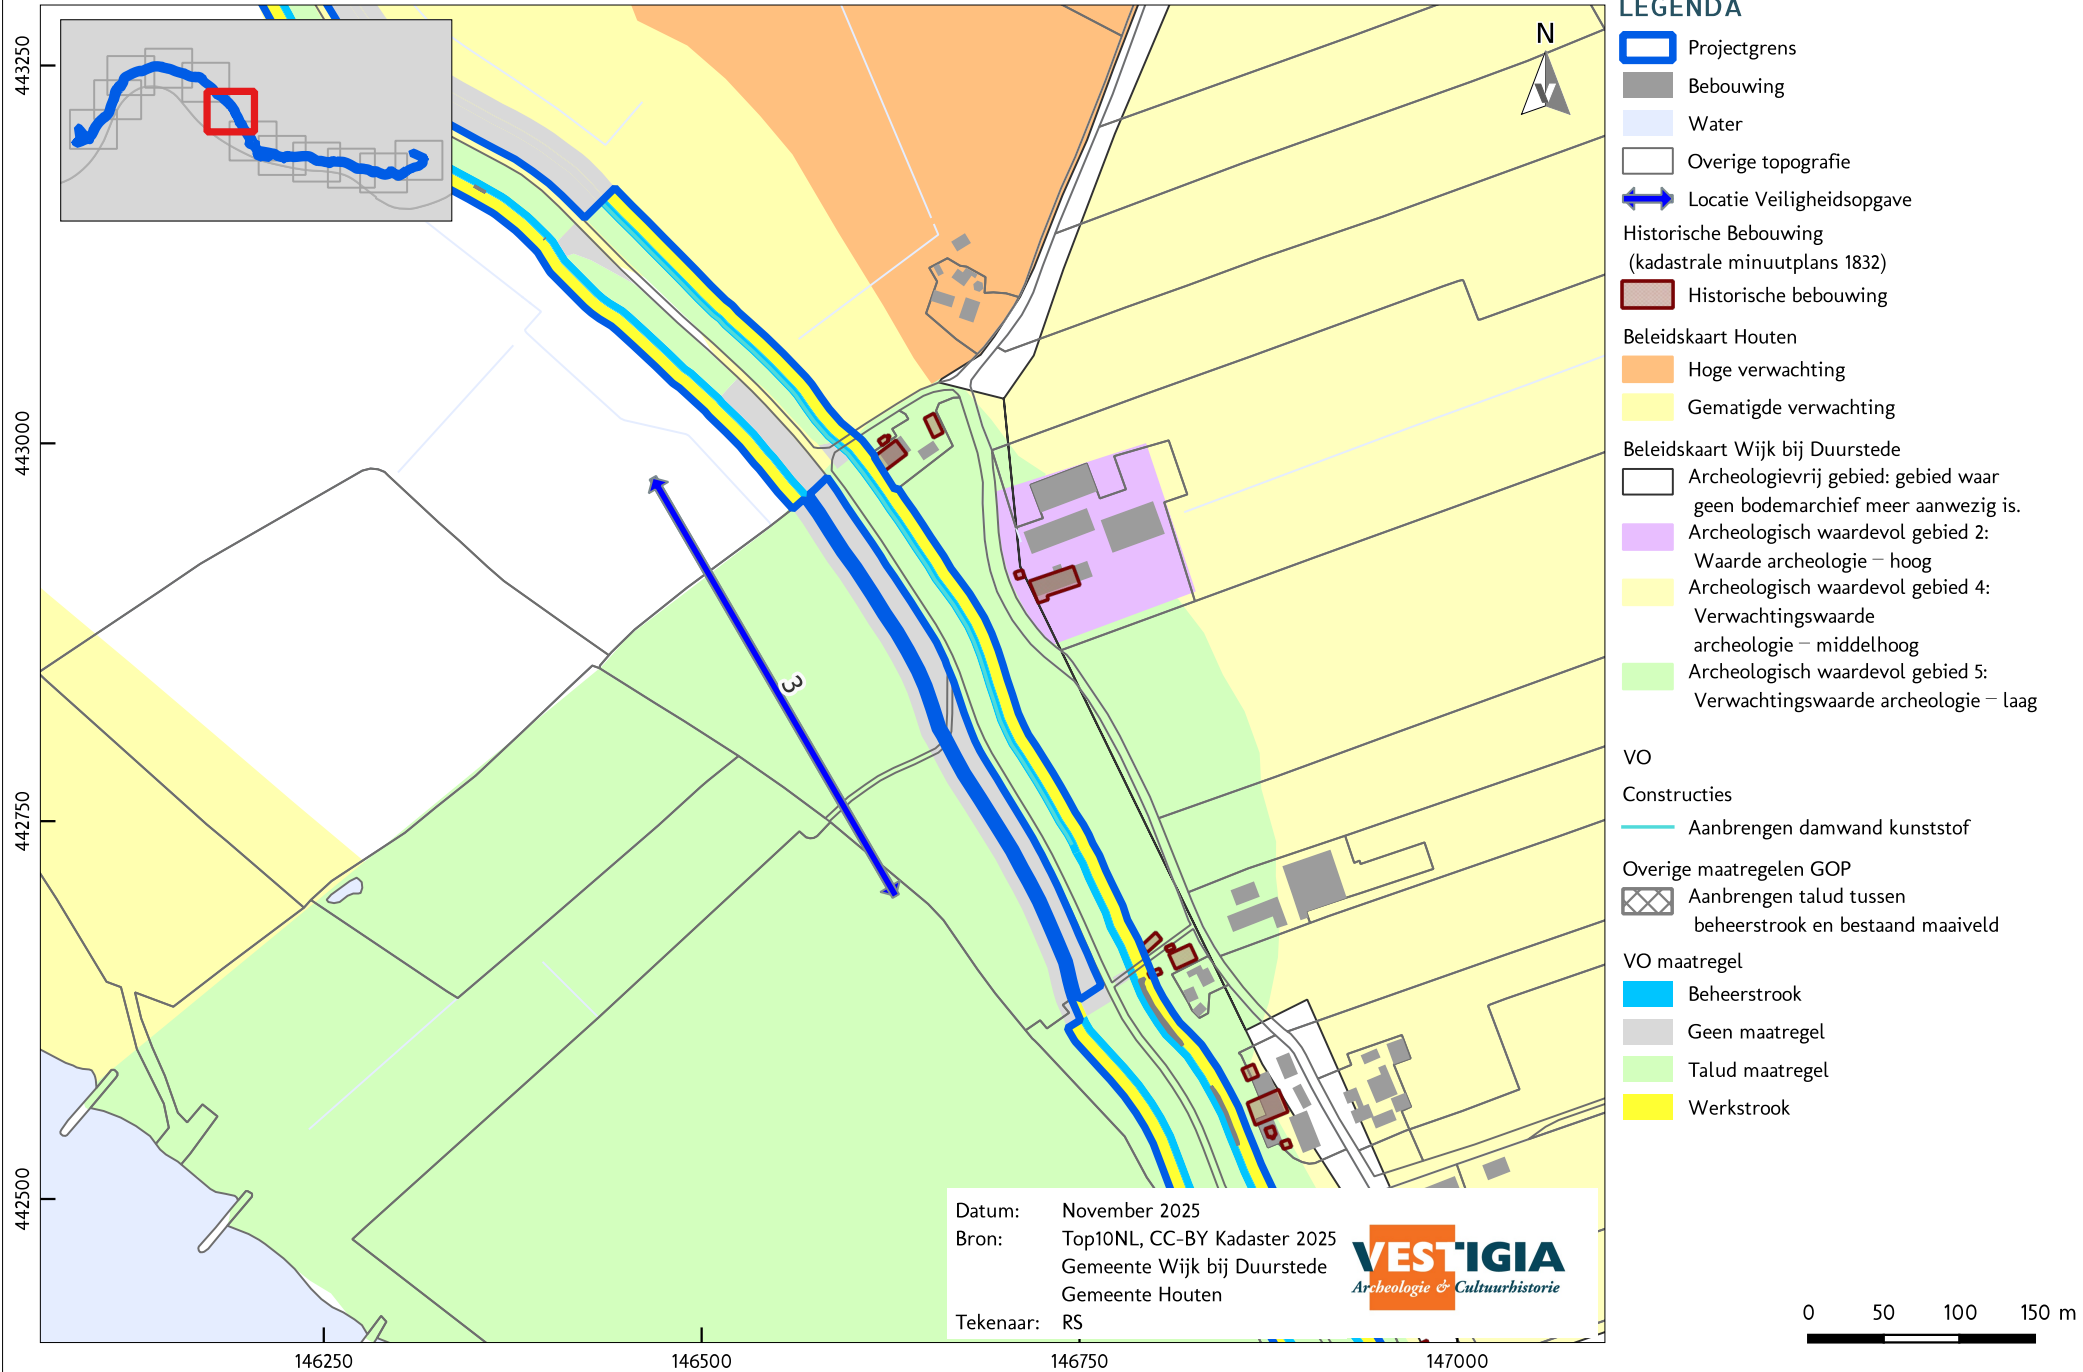 LEGENDA
Projectgrens
Bebouwing
Water
Overige topografie
Locatie Veiligheidsopgave
Historische Bebouwing
(kadastrale minuutplans 1832)
Historische bebouwing
Beleidskaart Houten
Hoge verwachting
Gematigde verwachting
Beleidskaart Wijk bij Duurstede
Archeologievrij gebied: gebied waar
geen bodemarchief meer aanwezig is.
Archeologisch waardevol gebied 2:
Waarde archeologie – hoog
Archeologisch waardevol gebied 4:
Verwachtingswaarde
archeologie – middelhoog
Archeologisch waardevol gebied 5:
Verwachtingswaarde archeologie – laag
VO
Constructies
Aanbrengen damwand kunststof
Overige maatregelen GOP
Aanbrengen talud tussen
beheerstrook en bestaand maaiveld
VO maatregel
Beheerstrook
Geen maatregel
Talud maatregel
Werkstrook
N
3
443250
443000
442750
442500
146250
146500
146750
147000
Datum: November 2025
Bron: Top10NL, CC-BY Kadaster 2025
Gemeente Wijk bij Duurstede
Gemeente Houten
Tekenaar: RS
VESTIGIA
Archeologie & Cultuurhistorie
0 50 100 150 m